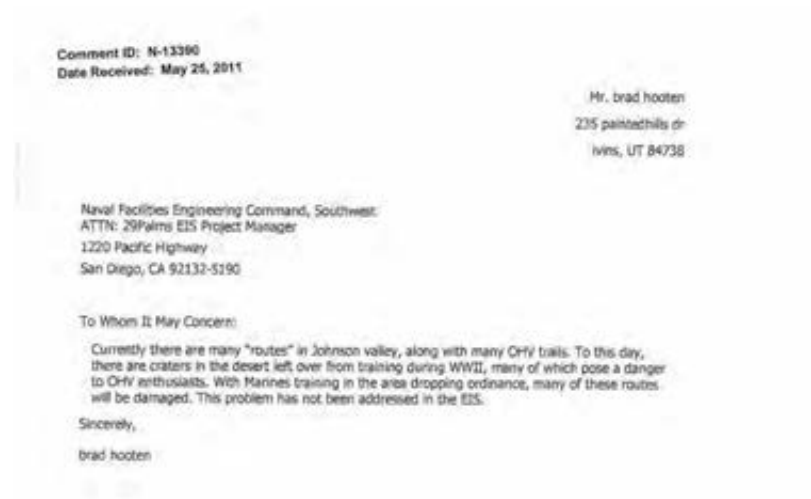 Comment ID: N-13390
Date Received: May 25, 2011
Mr. brad hooten
235 paintedhills dr
ivins, UT 84738
Naval Facilities Engineering Command, Southwest
ATTN: 29Palms EIS Project Manager
1220 Pacific Highway
San Diego, CA 92132-5190
To Whom It May Concern:
Currently there are many "routes" in Johnson valley, along with many OHV trails. To this day,
there are craters in the desert left over from training during WWII, many of which pose a danger
to OHV enthusiasts. With Marines training in the area dropping ordinance, many of these routes
will be damaged. This problem has not been addressed in the EIS.
Sincerely,
brad hooten